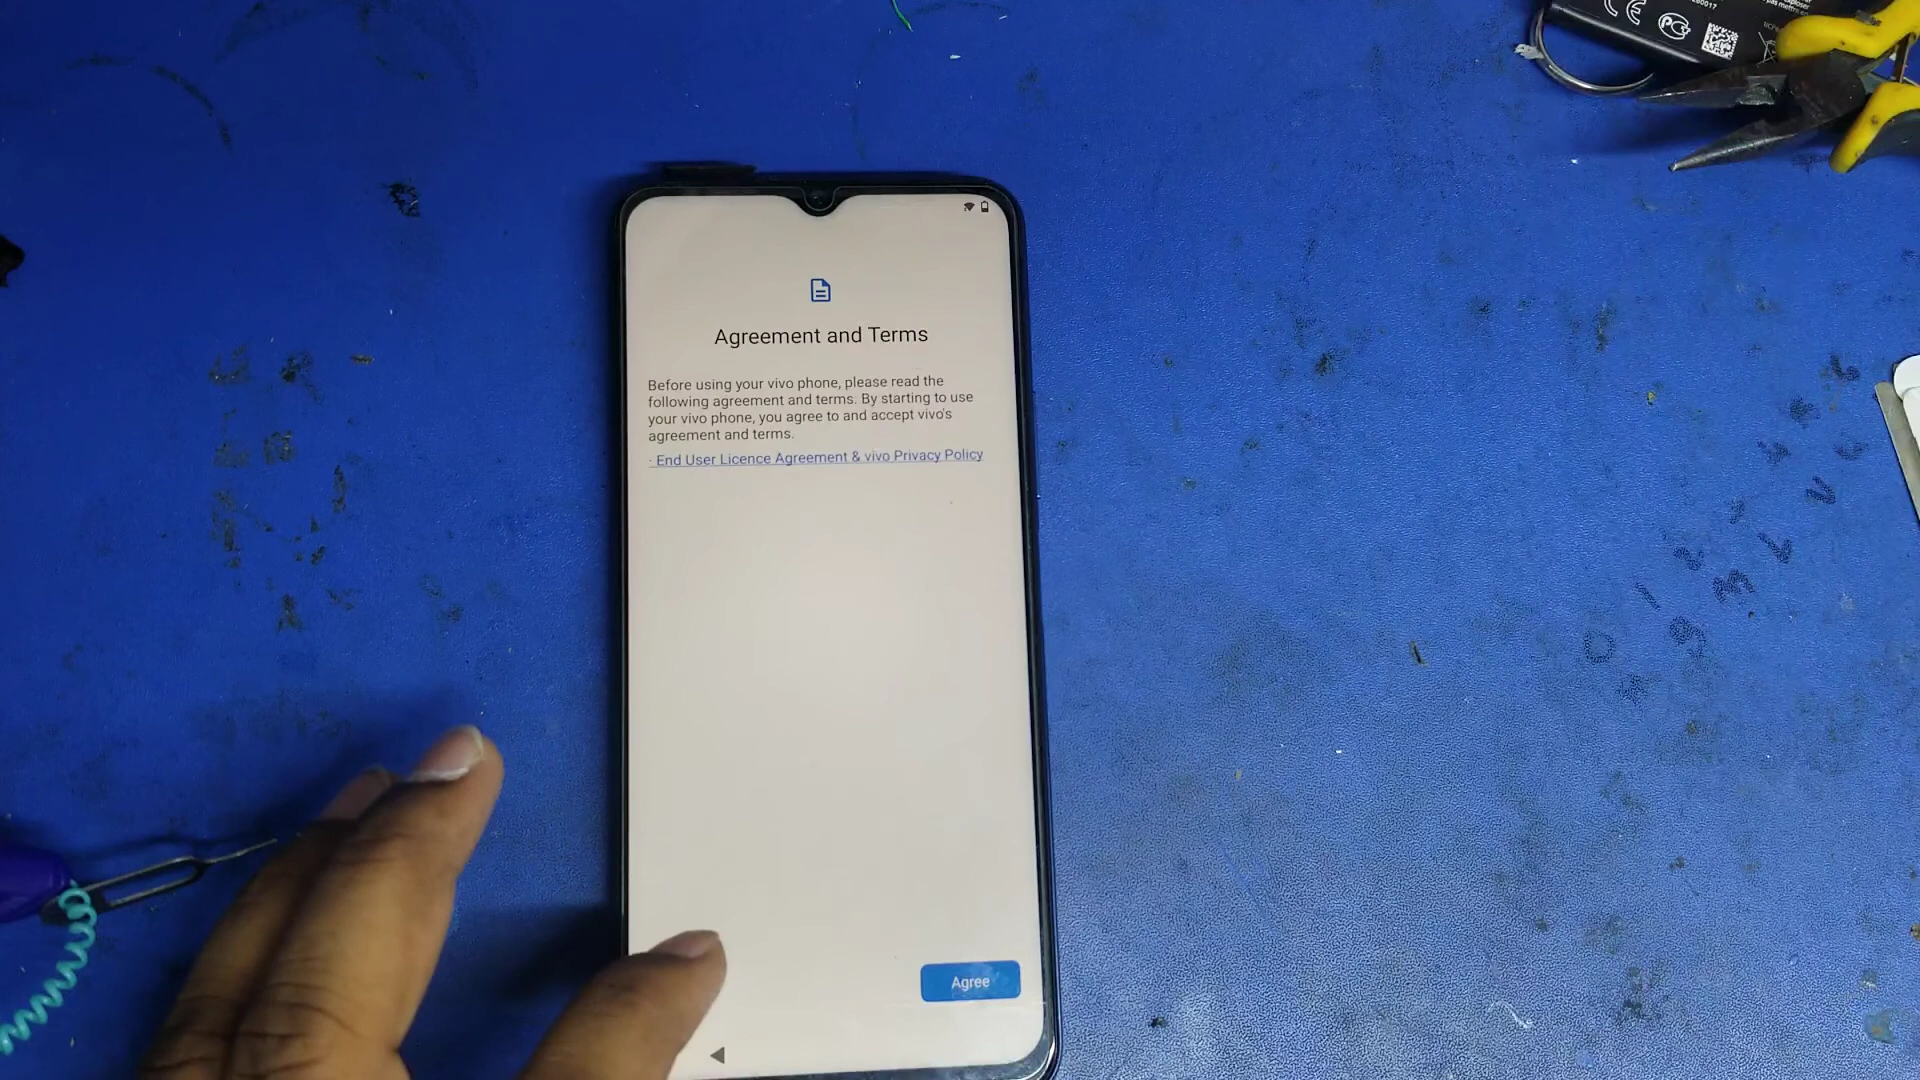 Agreement and Terms
Before using your vivo phone, please read the
following agreement and terms. By starting to use
your vivo phone, you agree to and accept vivo's
agreement and terms.
· End User Licence Agreement & vivo Privacy Policy
Agree